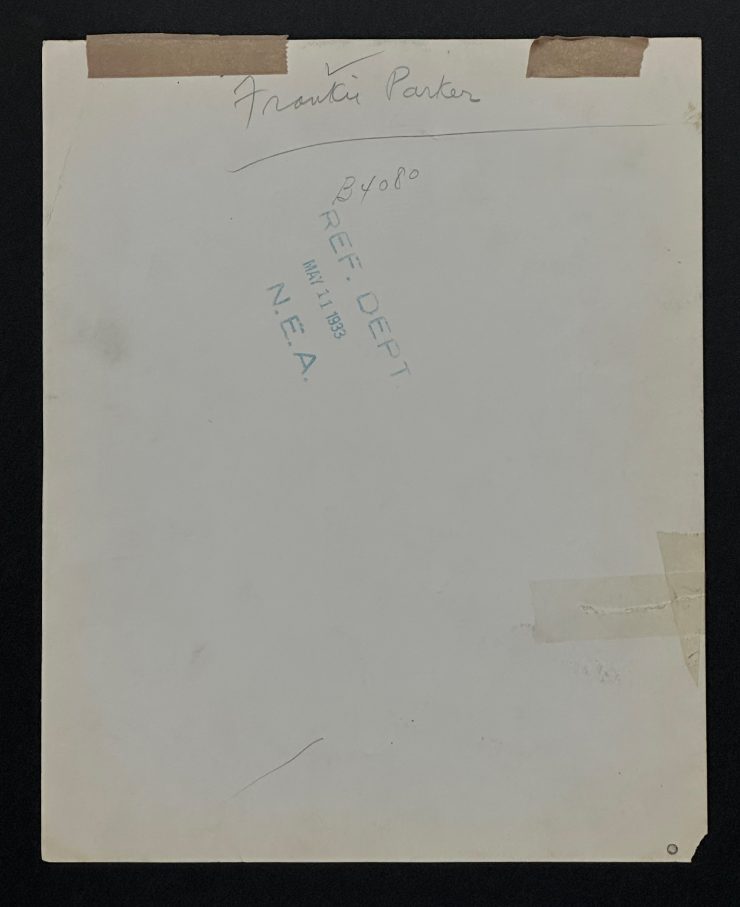 Frankie Parker
B4080
REF. DEPT.
MAY 11 1933
N.E.A.